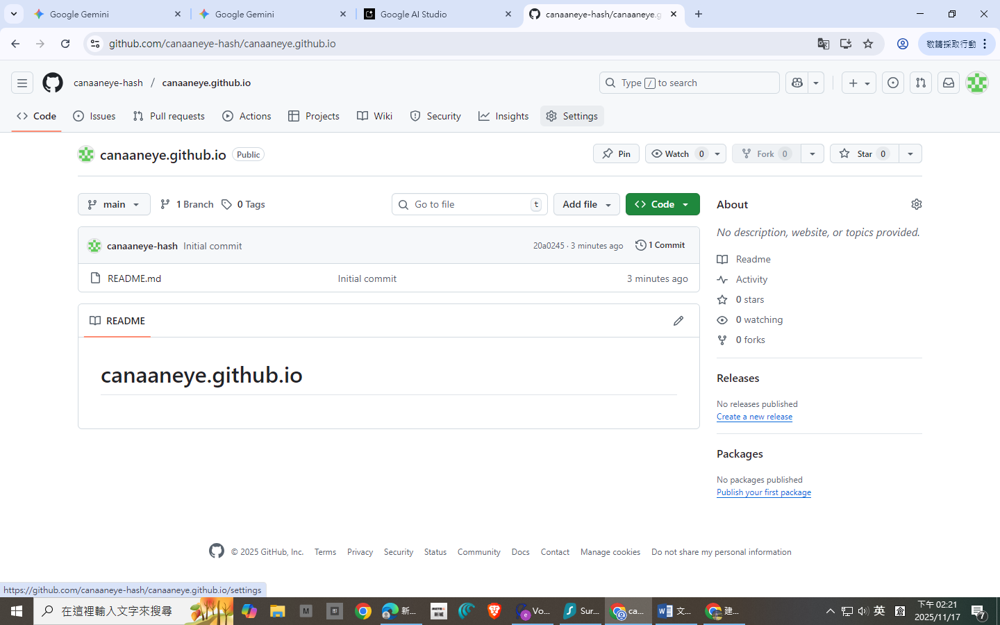 Google Gemini
Google Gemini
Google AI Studio
canaaneye-hash/canaaneye.g
github.com/canaaneye-hash/canaaneye.github.io
敬請採取行動
canaaneye-hash / canaaneye.github.io
Type / to search
Code
Issues
Pull requests
Actions
Projects
Wiki
Security
Insights
Settings
canaaneye.github.io
Public
Pin
Watch 0
Fork 0
Star 0
main
1 Branch
0 Tags
Go to file
t
Add file
Code
About
No description, website, or topics provided.
canaaneye-hash Initial commit
20a0245 · 3 minutes ago
1 Commit
README.md
Initial commit
3 minutes ago
README
canaaneye.github.io
Readme
Activity
0 stars
0 watching
0 forks
Releases
No releases published
Create a new release
Packages
No packages published
Publish your first package
© 2025 GitHub, Inc.
Terms
Privacy
Security
Status
Community
Docs
Contact
Manage cookies
Do not share my personal information
https://github.com/canaaneye-hash/canaaneye.github.io/settings
在這裡輸入文字來搜尋
新...
Vo...
Sur...
ca...
文...
建...
英
倉
下午 02:21
2025/11/17
7